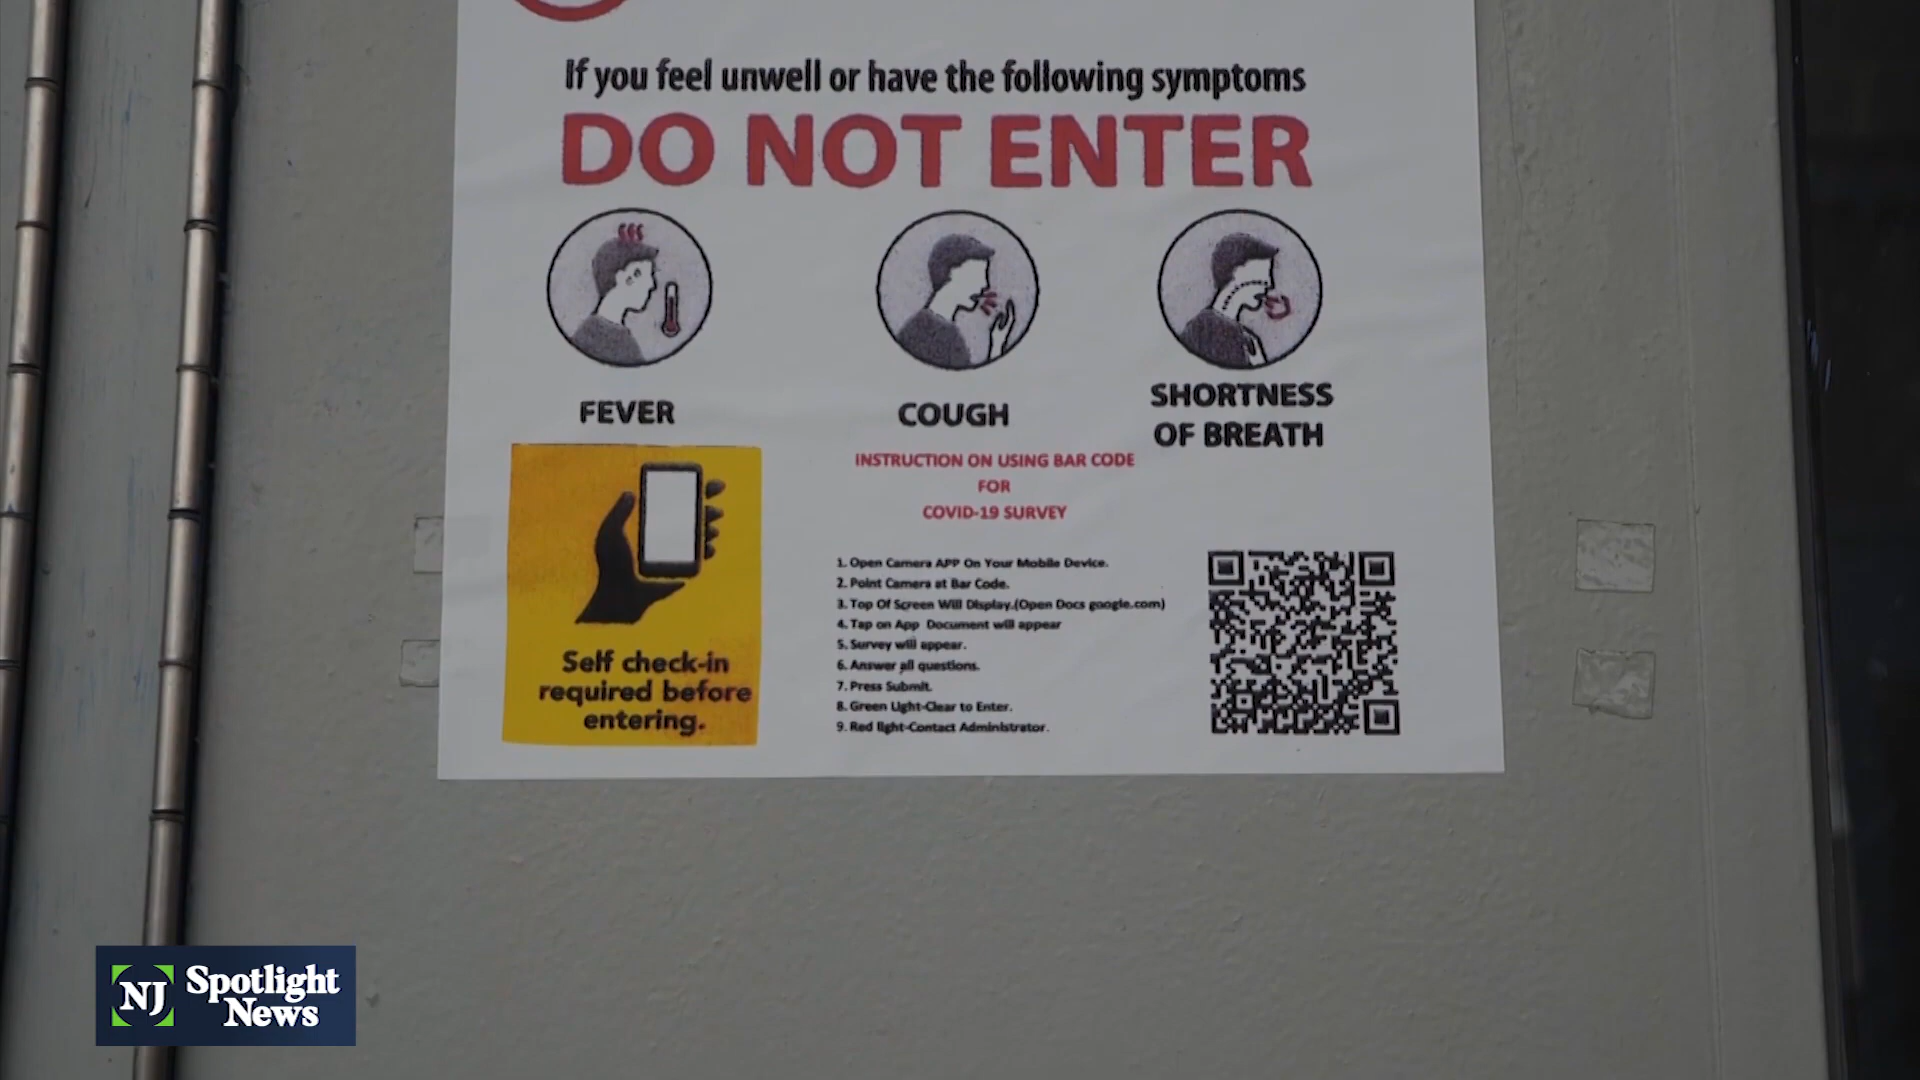 If you feel unwell or have the following symptoms
DO NOT ENTER
FEVER
COUGH
SHORTNESS
OF BREATH
INSTRUCTION ON USING BAR CODE
FOR
COVID-19 SURVEY
1. Open Camera APP On Your Mobile Device.
2. Point Camera at Bar Code.
3. Top Of Screen Will Display.(Open Docs google.com)
4. Tap on App Document will appear
5. Survey will appear.
6. Answer all questions.
7. Press Submit.
8. Green Light-Clear to Enter.
9. Red light-Contact Administrator.
Self check-in
required before
entering.
NJ Spotlight
News